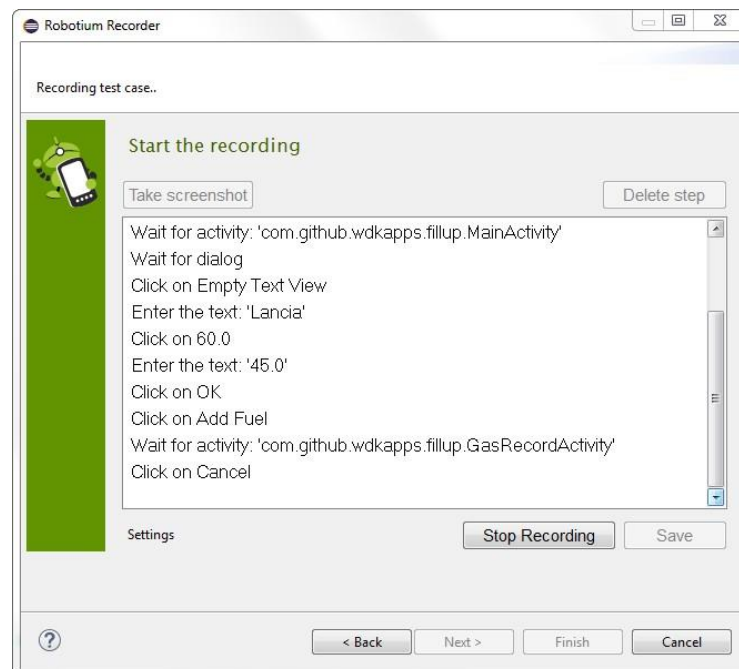 Robotium Recorder
Recording test case..
Start the recording
Take screenshot
Delete step
Wait for activity: 'com.github.wdkapps.fillup.MainActivity'
Wait for dialog
Click on Empty Text View
Enter the text: 'Lancia'
Click on 60.0
Enter the text: '45.0'
Click on OK
Click on Add Fuel
Wait for activity: 'com.github.wdkapps.fillup.GasRecordActivity'
Click on Cancel
Settings
Stop Recording
Save
?
< Back
Next >
Finish
Cancel